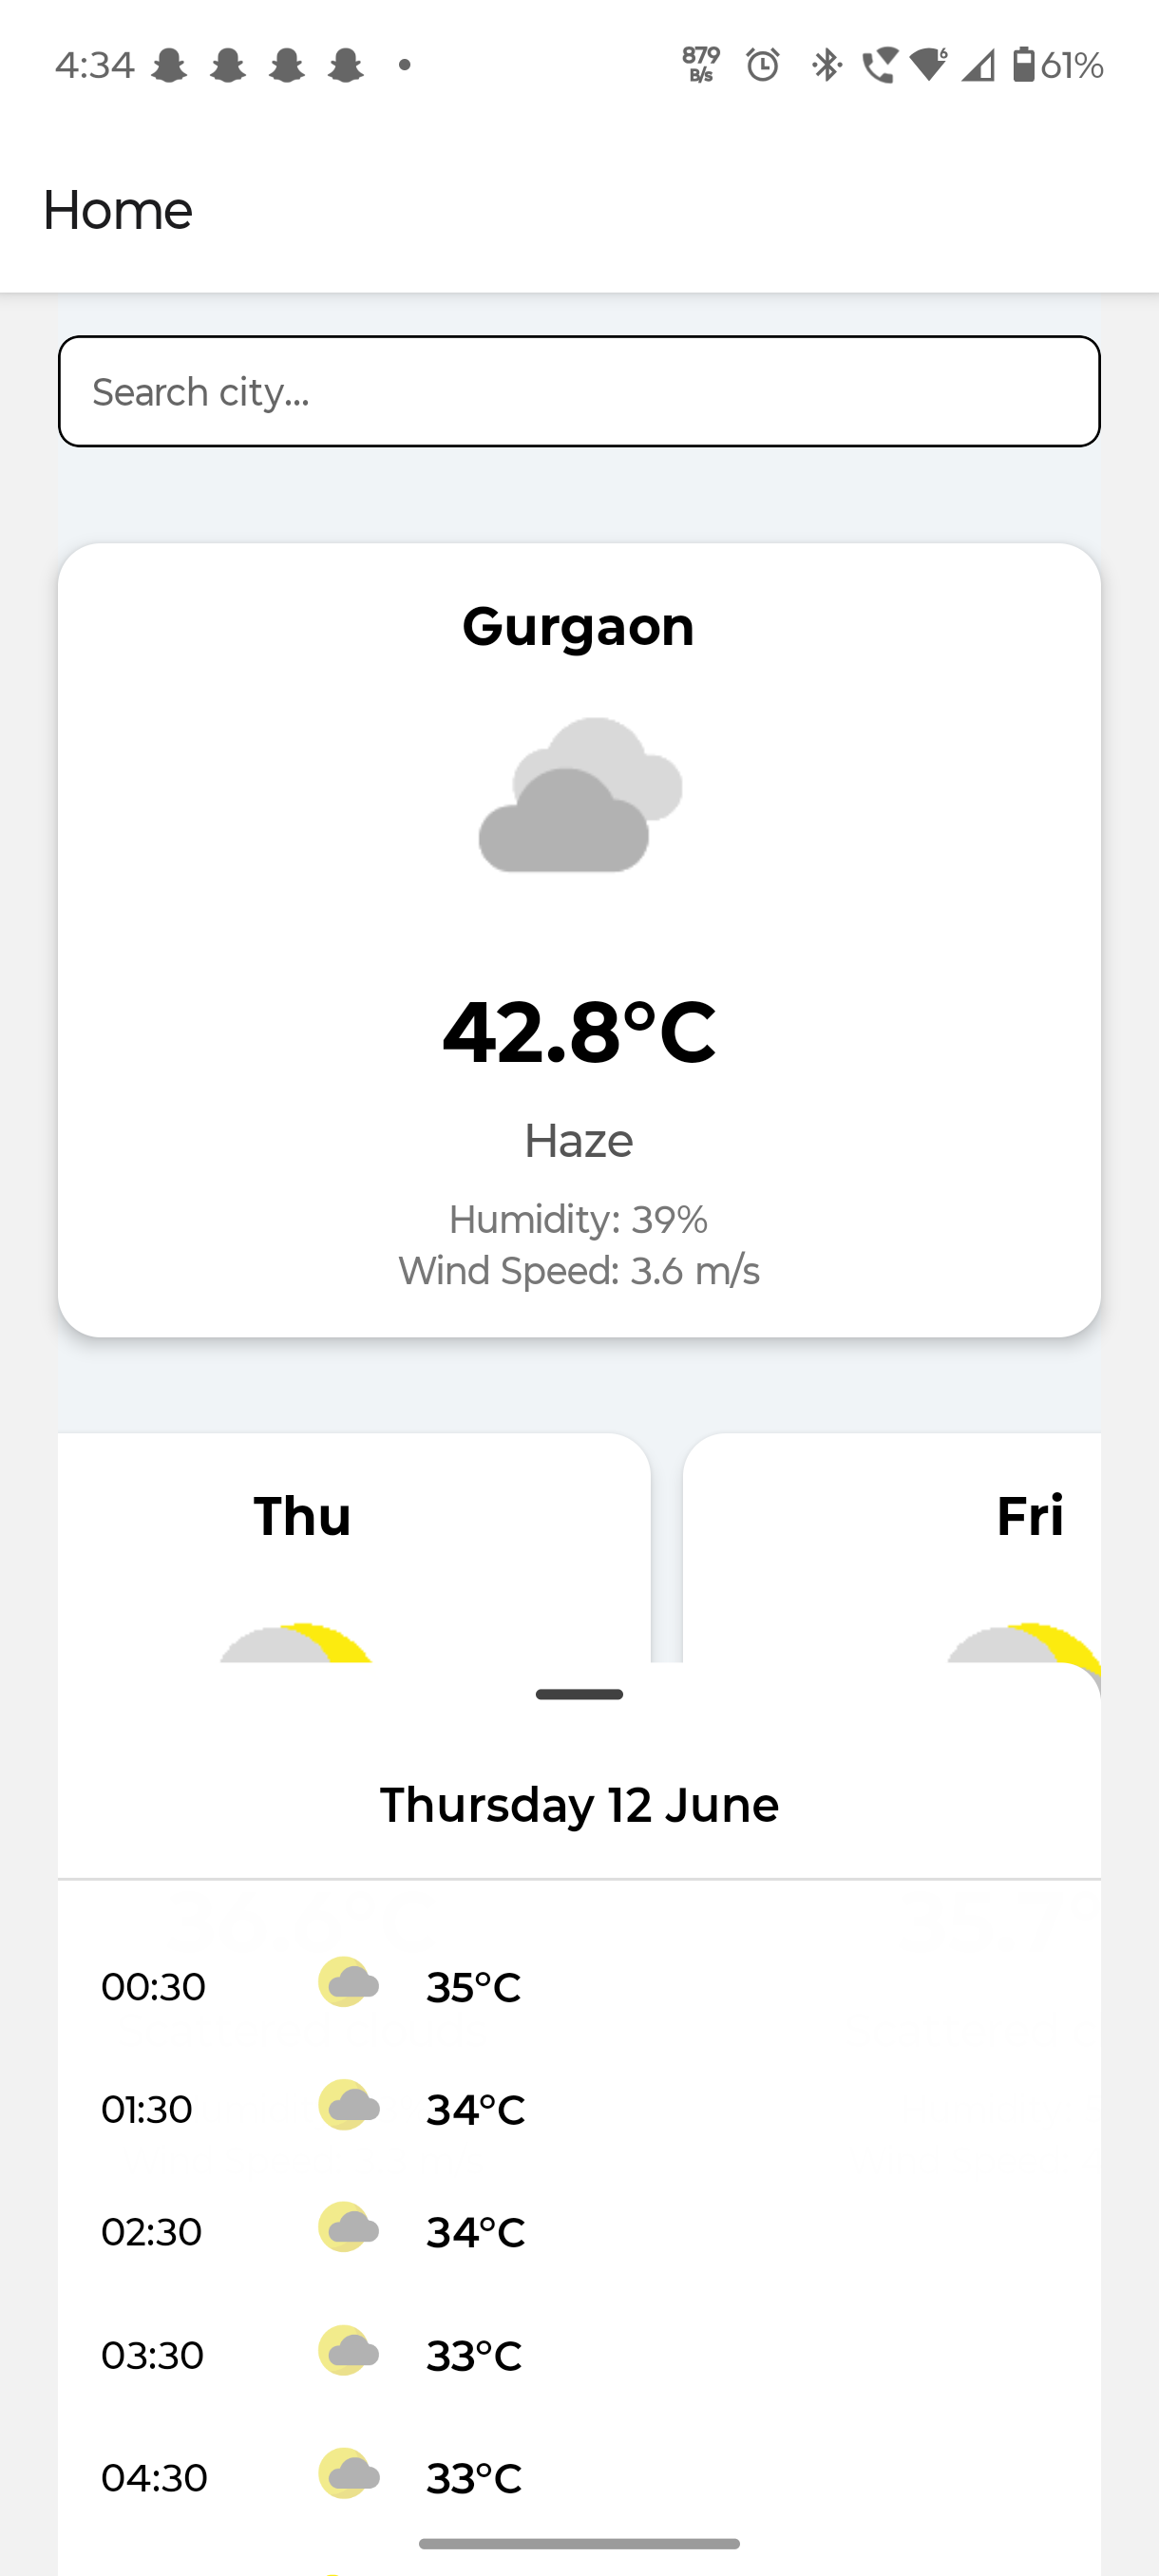 4:34 879 B/s 6 61%
Home
Search city...
Gurgaon
42.8°C
Haze
Humidity: 39%
Wind Speed: 3.6 m/s
Thu Fri
Thursday 12 June
00:30 35°C
01:30 34°C
02:30 34°C
03:30 33°C
04:30 33°C